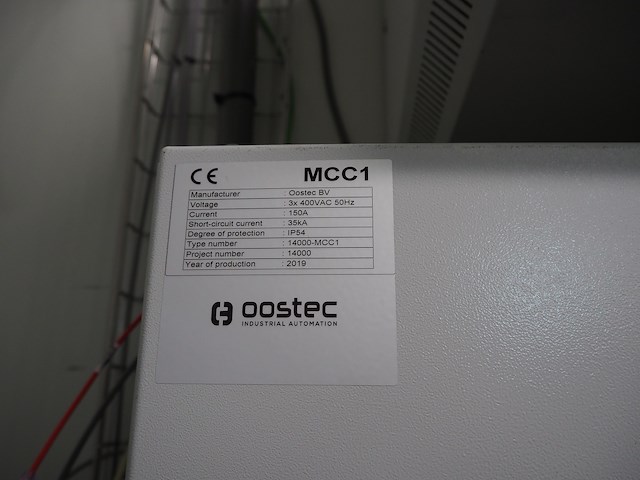 CE MCC1
Manufacturer : Oostec BV
Voltage : 3x 400VAC 50Hz
Current : 150A
Short-circuit current : 35kA
Degree of protection : IP54
Type number : 14000-MCC1
Project number : 14000
Year of production : 2019
oostec
INDUSTRIAL AUTOMATION